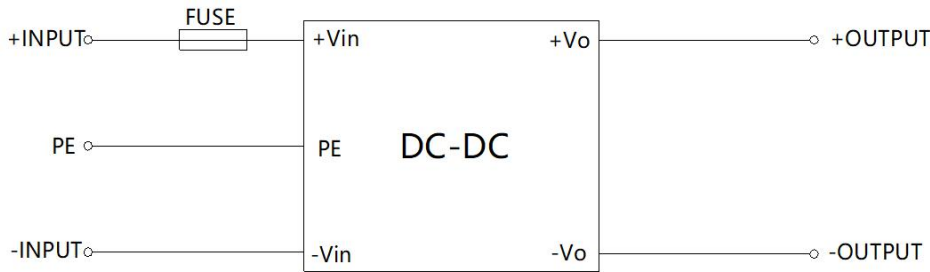 FUSE
+INPUT +Vin +Vo +OUTPUT
PE PE DC-DC
-INPUT -Vin -Vo -OUTPUT